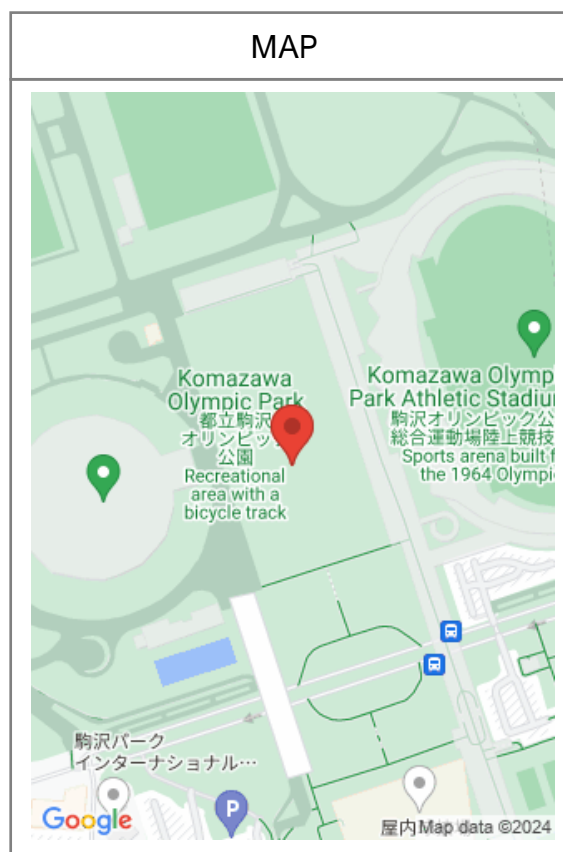 MAP
Komazawa
Olympic Park
都立駒沢
オリンピック
公園
Recreational
area with a
bicycle track
Komazawa Olymp
Park Athletic Stadiu
駒沢オリンピック公
総合運動場陸上競技
Sports arena built f
the 1964 Olympi
駒沢パーク
インターナショナル…
P
Google
屋内
Map data ©2024